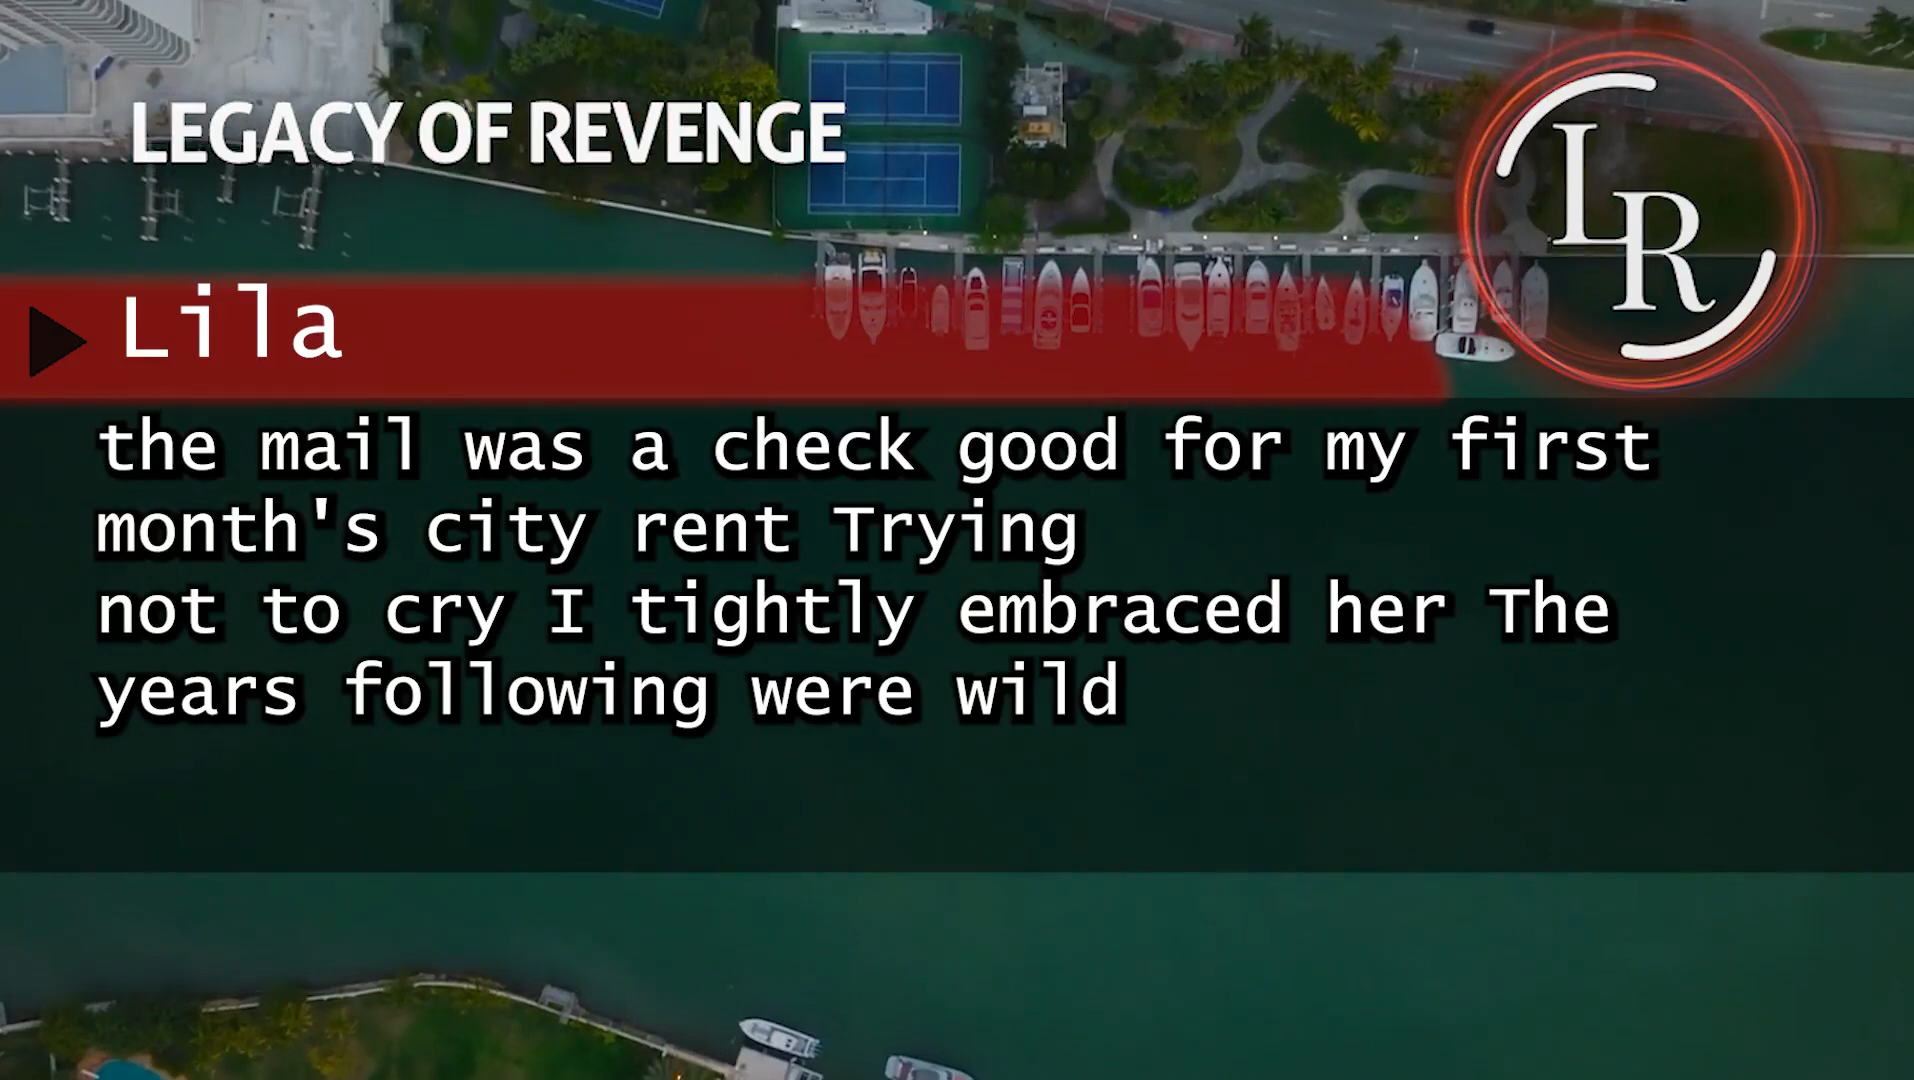 LEGACY OF REVENGE
LR
Lila
the mail was a check good for my first
month's city rent Trying
not to cry I tightly embraced her The
years following were wild